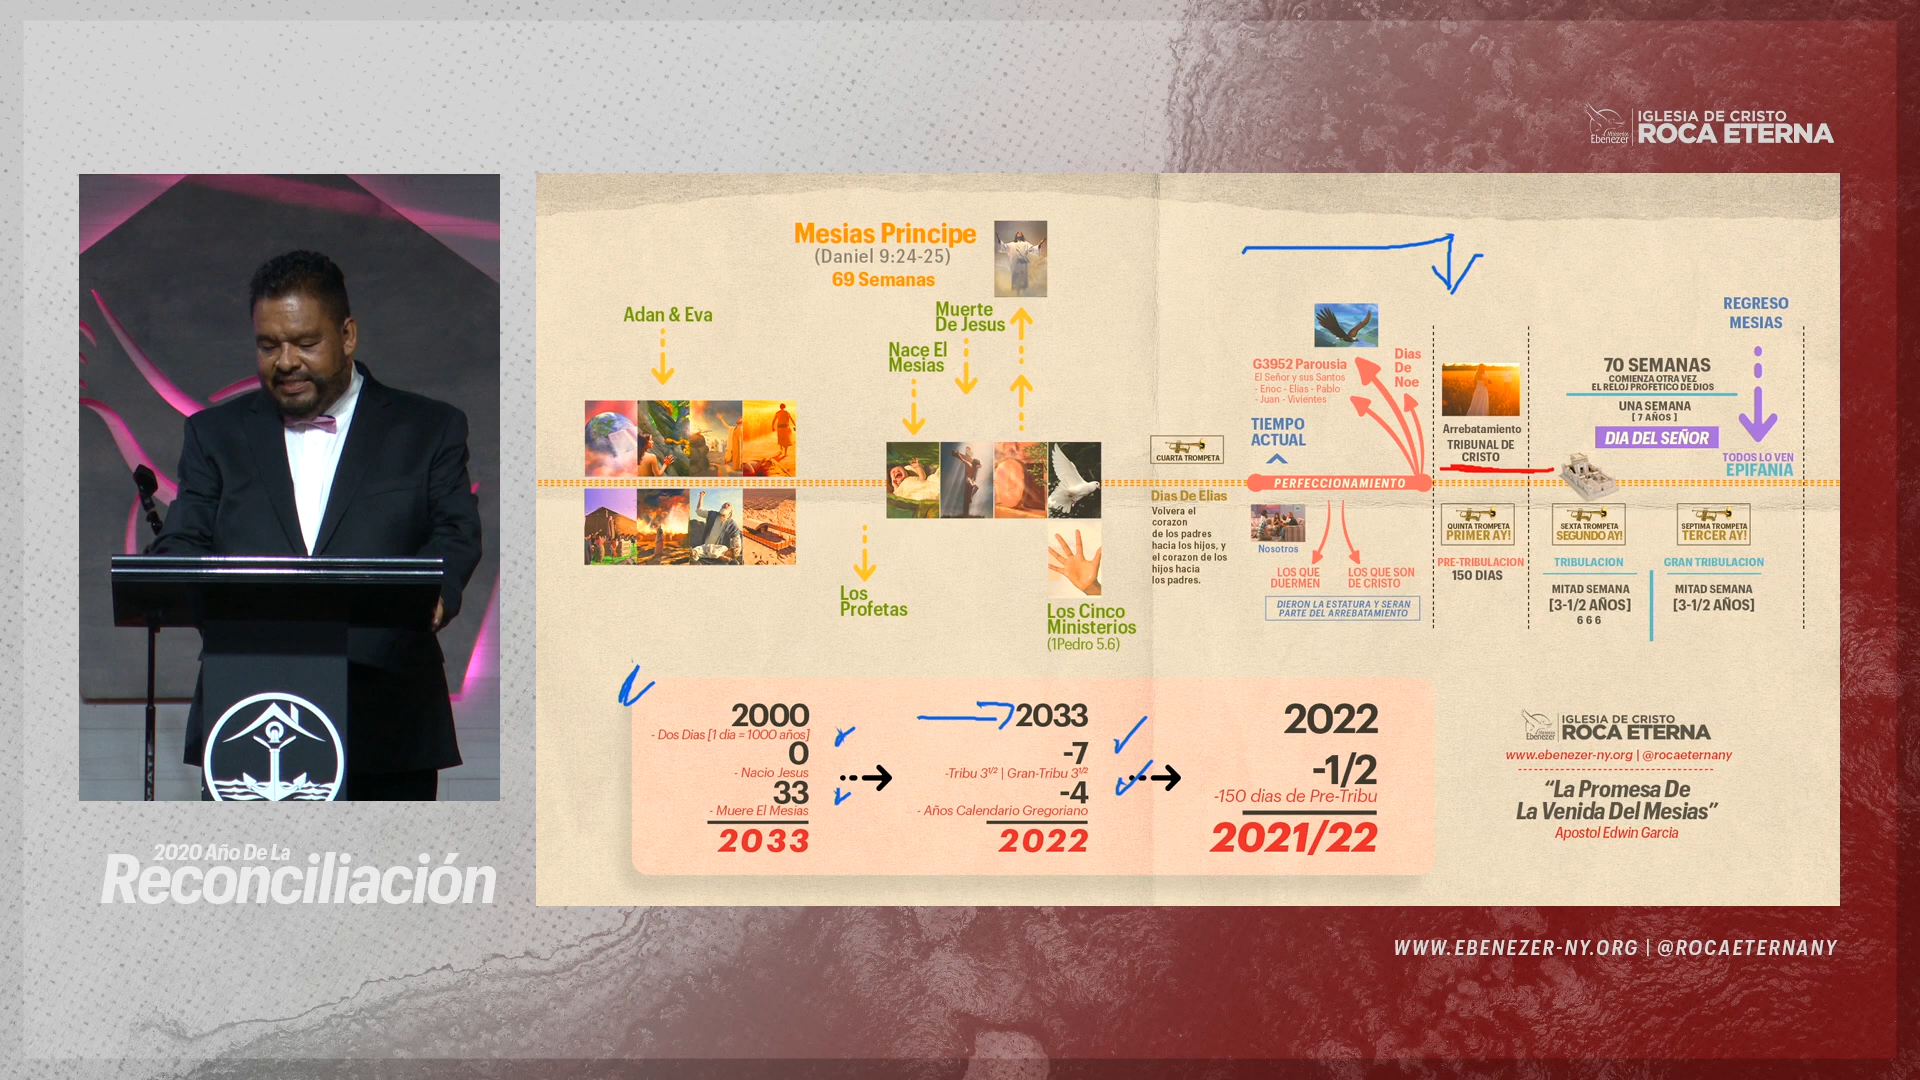 Ministerios
Ebenezer
IGLESIA DE CRISTO
ROCA ETERNA
Mesias Principe
(Daniel 9:24-25)
69 Semanas
Adan & Eva
Muerte
De Jesus
Nace El
Mesias
Los
Profetas
Los Cinco
Ministerios
(1Pedro 5.6)
CUARTA TROMPETA
Dias De Elias
Volvera el
corazon
de los padres
hacia los hijos, y
el corazon de los
hijos hacia
los padres.
G3952 Parousia
El Señor y sus Santos
- Enoc - Elias - Pablo
- Juan - Vivientes
Dias
De
Noe
TIEMPO
ACTUAL
PERFECCIONAMIENTO
Nosotros
LOS QUE
DUERMEN
LOS QUE SON
DE CRISTO
DIERON LA ESTATURA Y SERAN
PARTE DEL ARREBATAMIENTO
Arrebatamiento
TRIBUNAL DE
CRISTO
QUINTA TROMPETA
PRIMER AY!
PRE-TRIBULACION
150 DIAS
REGRESO
MESIAS
70 SEMANAS
COMIENZA OTRA VEZ
EL RELOJ PROFETICO DE DIOS
UNA SEMANA
[ 7 AÑOS ]
DIA DEL SEÑOR
TODOS LO VEN
EPIFANIA
SEXTA TROMPETA
SEGUNDO AY!
TRIBULACION
MITAD SEMANA
[3-1/2 AÑOS]
6 6 6
SEPTIMA TROMPETA
TERCER AY!
GRAN TRIBULACION
MITAD SEMANA
[3-1/2 AÑOS]
2000
- Dos Dias [1 dia = 1000 años]
0
- Nacio Jesus
33
- Muere El Mesias
2033
2033
-7
-Tribu 3½ | Gran-Tribu 3½
-4
- Años Calendario Gregoriano
2022
2022
-1/2
-150 dias de Pre-Tribu
2021/22
Ebenezer
IGLESIA DE CRISTO
ROCA ETERNA
www.ebenezer-ny.org | @rocaeternany
“La Promesa De
La Venida Del Mesias”
Apostol Edwin Garcia
2020 Año De La
Reconciliación
WWW.EBENEZER-NY.ORG | @ROCAETERNANY